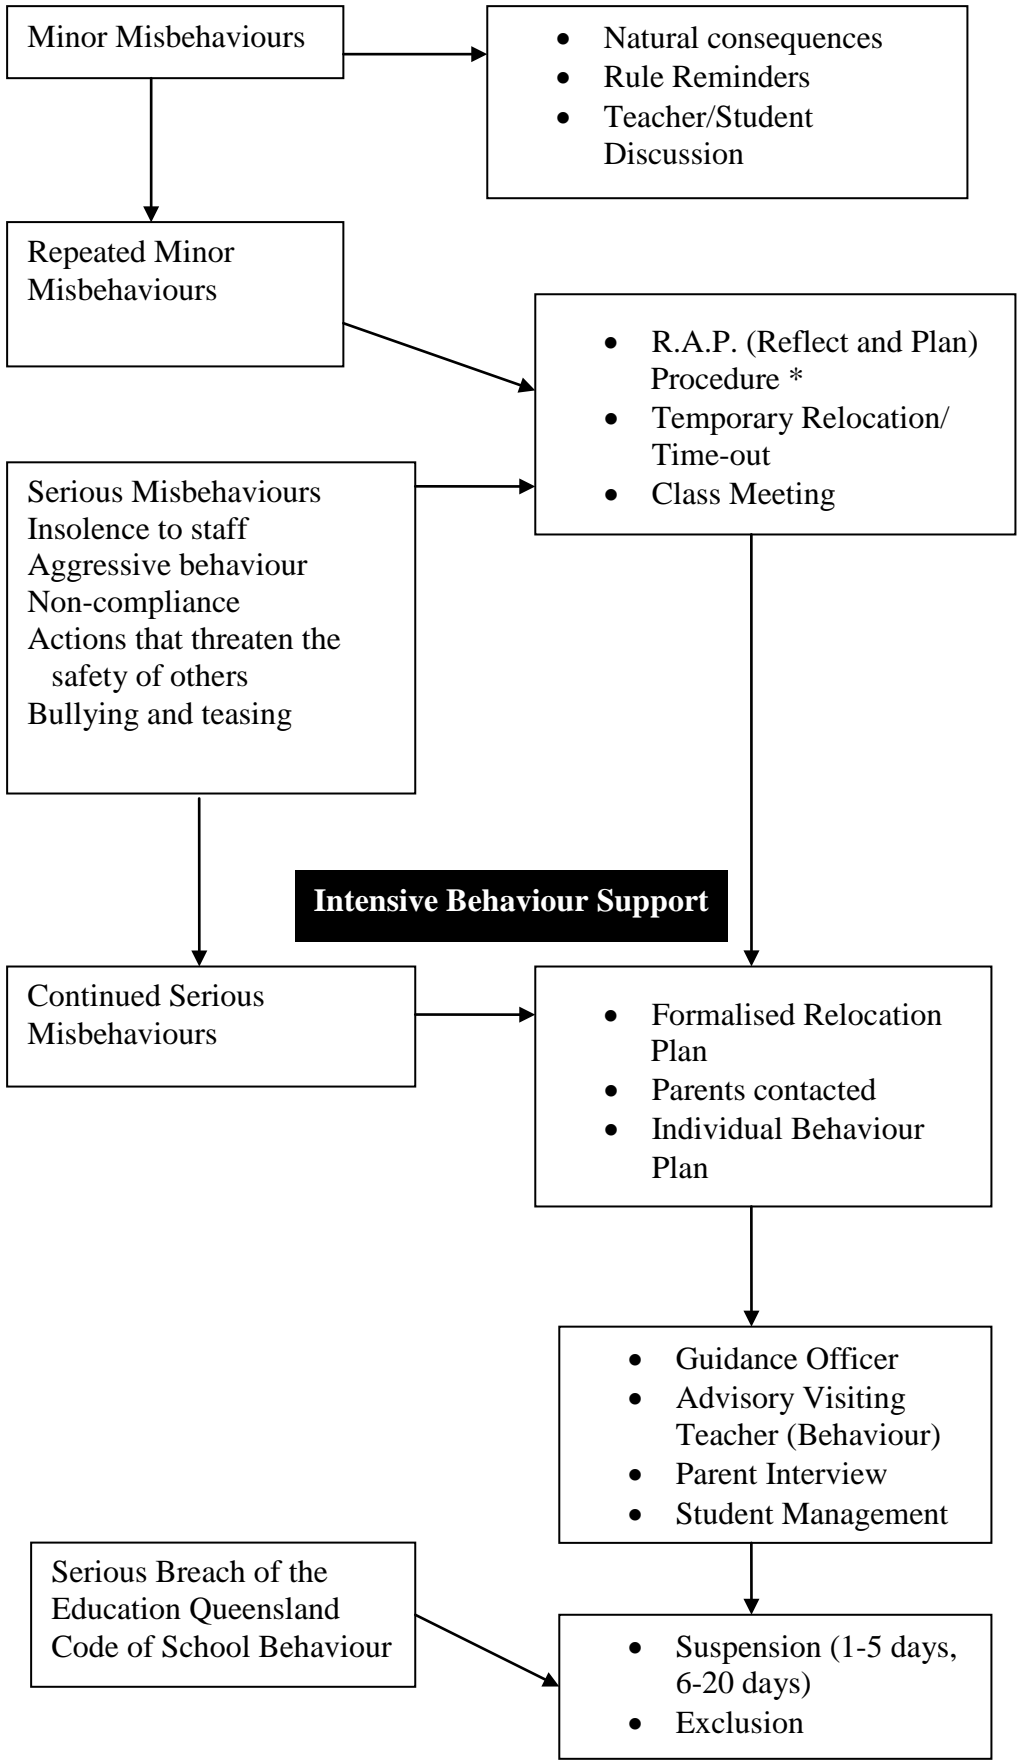 Minor Misbehaviours
• Natural consequences
• Rule Reminders
• Teacher/Student
Discussion
Repeated Minor
Misbehaviours
• R.A.P. (Reflect and Plan)
Procedure *
• Temporary Relocation/
Time-out
• Class Meeting
Serious Misbehaviours
Insolence to staff
Aggressive behaviour
Non-compliance
Actions that threaten the
safety of others
Bullying and teasing
Intensive Behaviour Support
Continued Serious
Misbehaviours
• Formalised Relocation
Plan
• Parents contacted
• Individual Behaviour
Plan
• Guidance Officer
• Advisory Visiting
Teacher (Behaviour)
• Parent Interview
• Student Management
Serious Breach of the
Education Queensland
Code of School Behaviour
• Suspension (1-5 days,
6-20 days)
• Exclusion